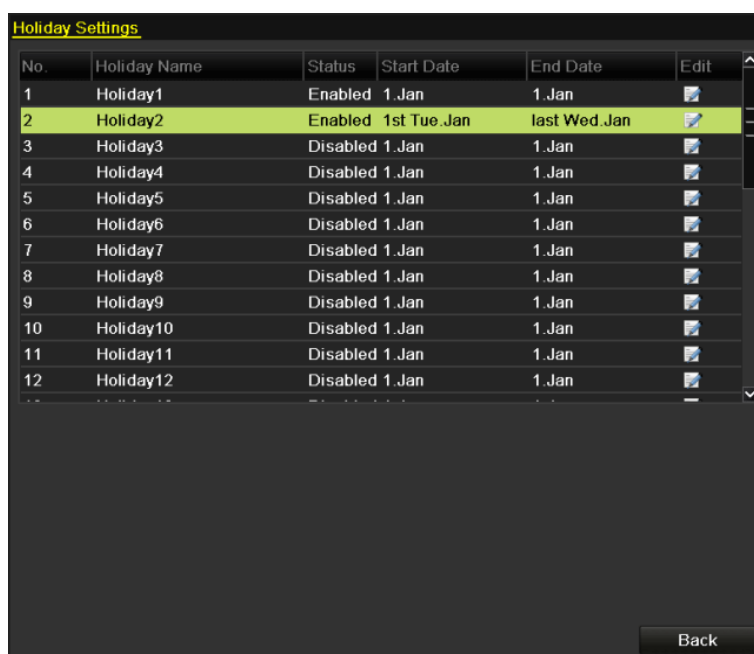 Holiday Settings
No. Holiday Name Status Start Date End Date Edit
1 Holiday1 Enabled 1.Jan 1.Jan
2 Holiday2 Enabled 1st Tue.Jan last Wed.Jan
3 Holiday3 Disabled 1.Jan 1.Jan
4 Holiday4 Disabled 1.Jan 1.Jan
5 Holiday5 Disabled 1.Jan 1.Jan
6 Holiday6 Disabled 1.Jan 1.Jan
7 Holiday7 Disabled 1.Jan 1.Jan
8 Holiday8 Disabled 1.Jan 1.Jan
9 Holiday9 Disabled 1.Jan 1.Jan
10 Holiday10 Disabled 1.Jan 1.Jan
11 Holiday11 Disabled 1.Jan 1.Jan
12 Holiday12 Disabled 1.Jan 1.Jan
Back